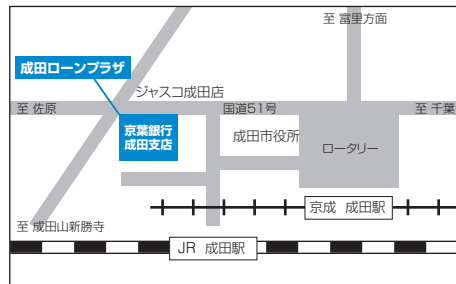 至 富里方面
成田ローンプラザ
ジャスコ成田店
至 佐原
国道51号
至 千葉
京葉銀行
成田支店
成田市役所
ロータリー
京成 成田駅
至 成田山新勝寺
JR 成田駅